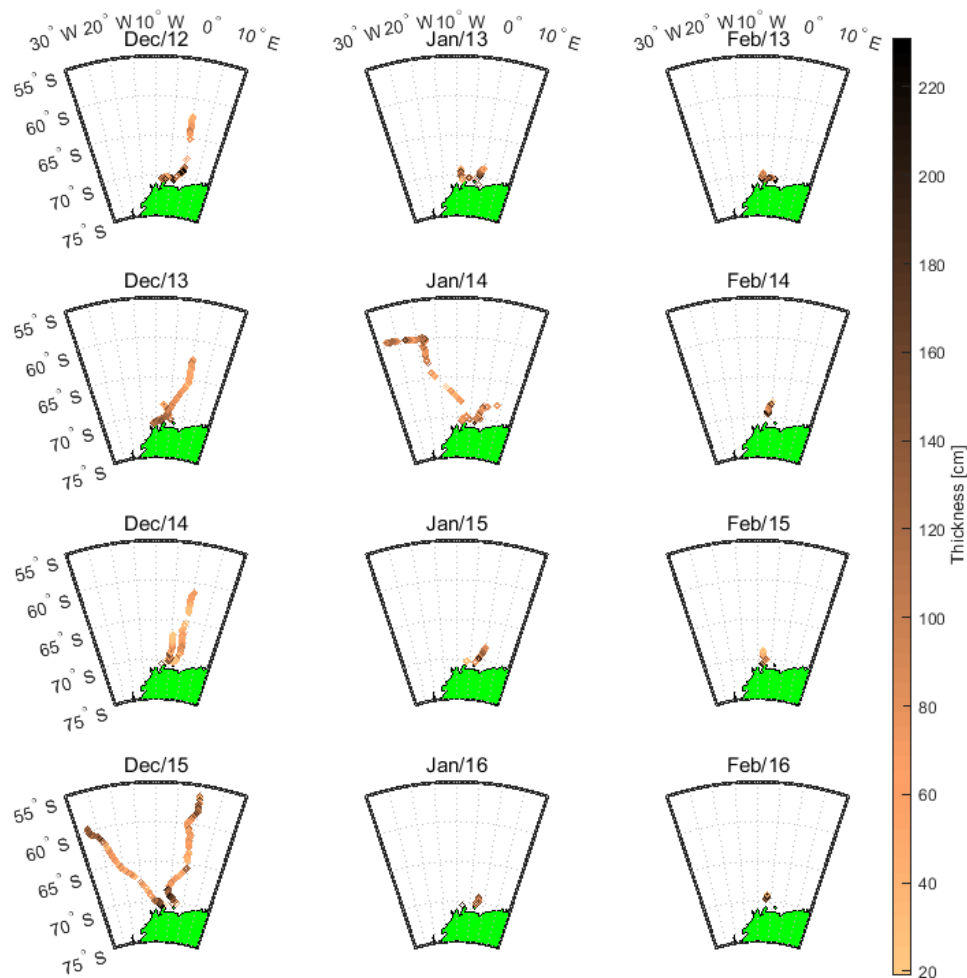 30° W 20° W 10° W 0° 10° E
30° W 20° W 10° W 0° 10° E
30° W 20° W 10° W 0° 10° E
Dec/12
Jan/13
Feb/13
55° S
60° S
65° S
70° S
75° S
Dec/13
Jan/14
Feb/14
55° S
60° S
65° S
70° S
75° S
Dec/14
Jan/15
Feb/15
55° S
60° S
65° S
70° S
75° S
Dec/15
Jan/16
Feb/16
55° S
60° S
65° S
70° S
75° S
220
200
180
160
140
120
100
80
60
40
20
Thickness [cm]